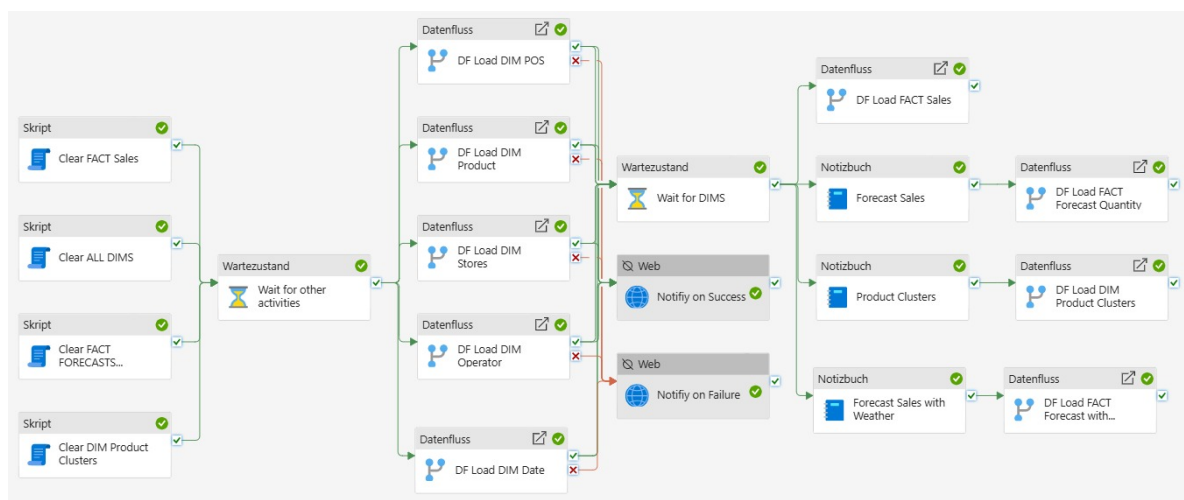 Skript
Clear FACT Sales
Skript
Clear ALL DIMS
Skript
Clear FACT
FORECASTS...
Skript
Clear DIM Product
Clusters
Wartezustand
Wait for other
activities
Datenfluss
DF Load DIM POS
Datenfluss
DF Load DIM
Product
Datenfluss
DF Load DIM
Stores
Datenfluss
DF Load DIM
Operator
Datenfluss
DF Load DIM Date
Wartezustand
Wait for DIMS
Web
Notifiy on Success
Web
Notifiy on Failure
Datenfluss
DF Load FACT Sales
Notizbuch
Forecast Sales
Datenfluss
DF Load FACT
Forecast Quantity
Notizbuch
Product Clusters
Datenfluss
DF Load DIM
Product Clusters
Notizbuch
Forecast Sales with
Weather
Datenfluss
DF Load FACT
Forecast with...